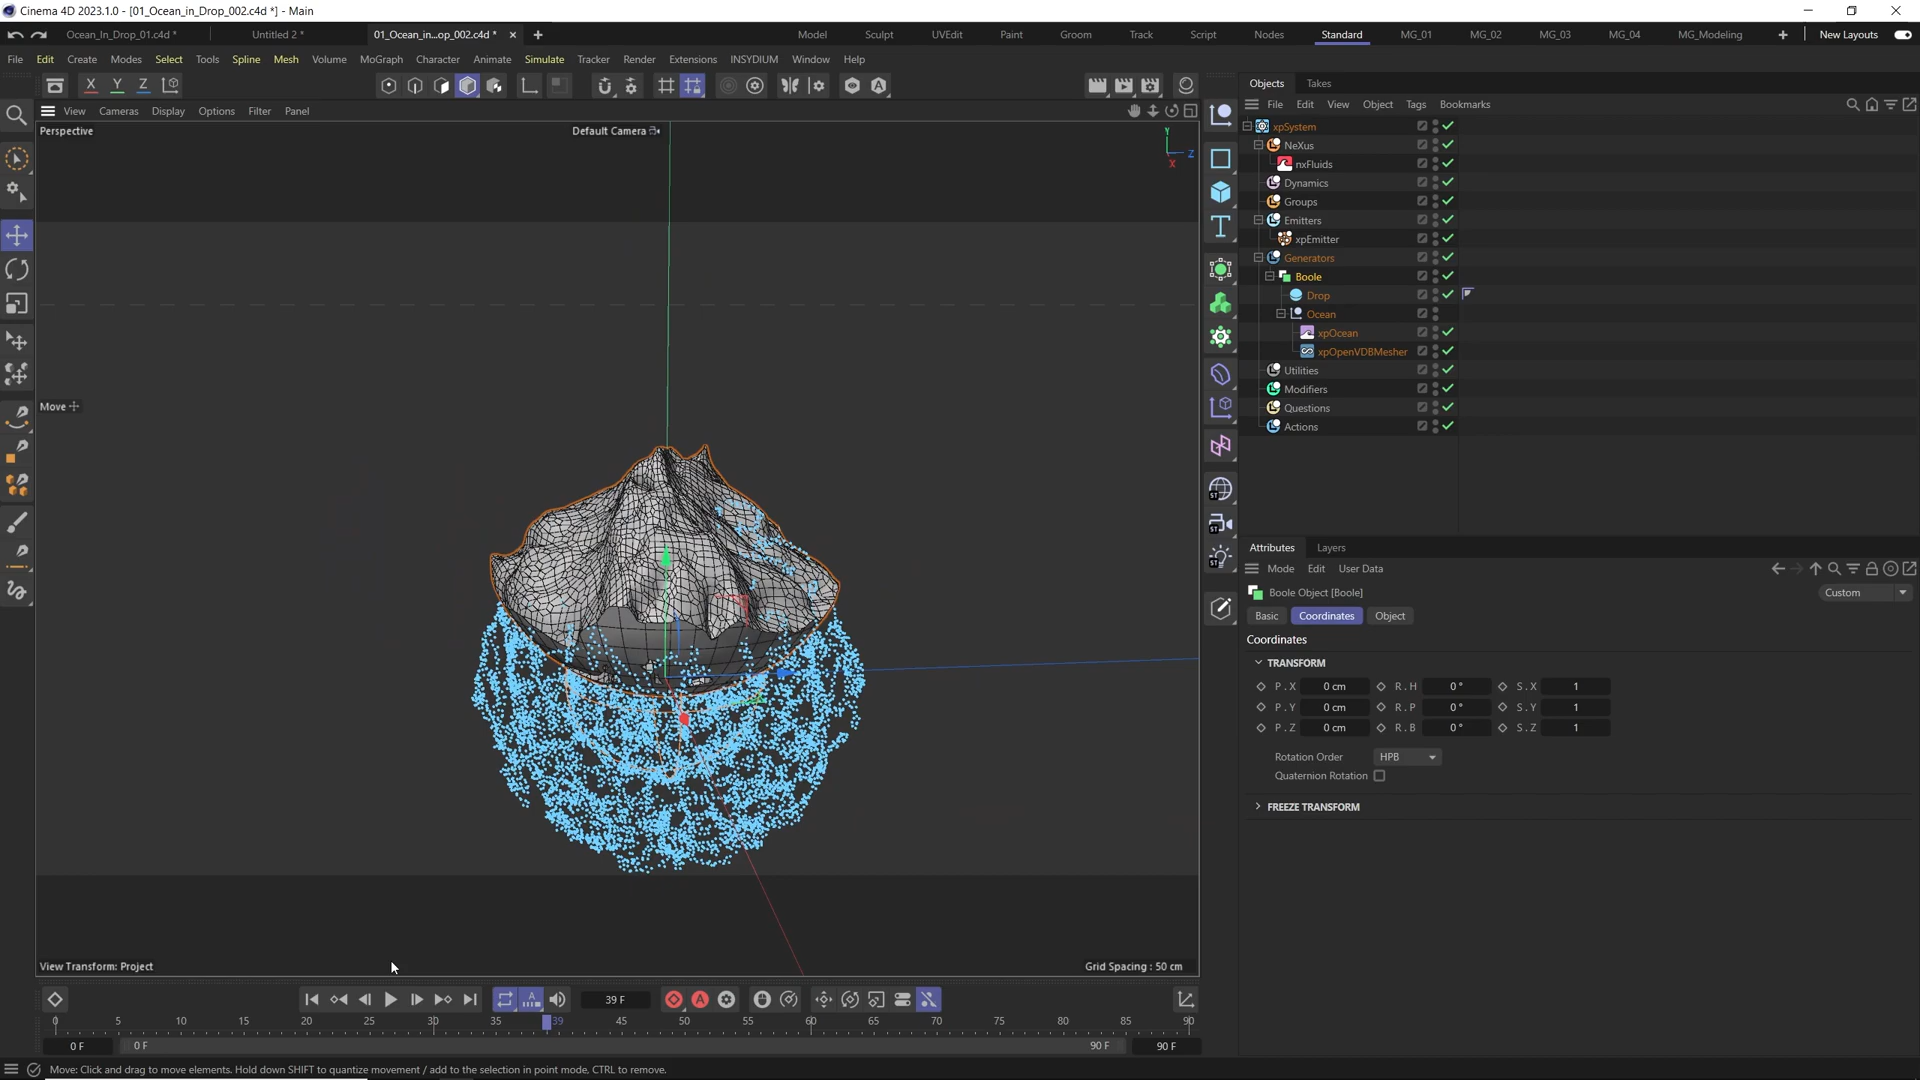 Cinema 4D 2023.1.0 - [01_Ocean_in_Drop_002.c4d *] - Main
Ocean_In_Drop_01.c4d * Untitled 2 * 01_Ocean_in...op_002.c4d * Model Sculpt UVEdit Paint Groom Track Script Nodes Standard MG_01 MG_02 MG_03 MG_04 MG_Modeling New Layouts
File Edit Create Modes Select Tools Spline Mesh Volume MoGraph Character Animate Simulate Tracker Render Extensions INSYDIUM Window Help
X Y Z
Objects Takes
View Cameras Display Options Filter Panel
File Edit View Object Tags Bookmarks
Perspective Default Camera
Y
Z
X
xpSystem
NeXus
nxFluids
Dynamics
Groups
Emitters
xpEmitter
Generators
Boole
Drop
Ocean
xpOcean
xpOpenVDBMesher
Utilities
Modifiers
Questions
Actions
Move
ST
ST
ST
Attributes Layers
Mode Edit User Data
Boole Object [Boole] Custom
Basic Coordinates Object
Coordinates
TRANSFORM
P . X 0 cm R . H 0 ° S . X 1
P . Y 0 cm R . P 0 ° S . Y 1
P . Z 0 cm R . B 0 ° S . Z 1
Rotation Order HPB
Quaternion Rotation
FREEZE TRANSFORM
View Transform: Project Grid Spacing : 50 cm
39 F
0 5 10 15 20 25 30 35 39 45 50 55 60 65 70 75 80 85 90
0 F 0 F 90 F 90 F
Move: Click and drag to move elements. Hold down SHIFT to quantize movement / add to the selection in point mode, CTRL to remove.